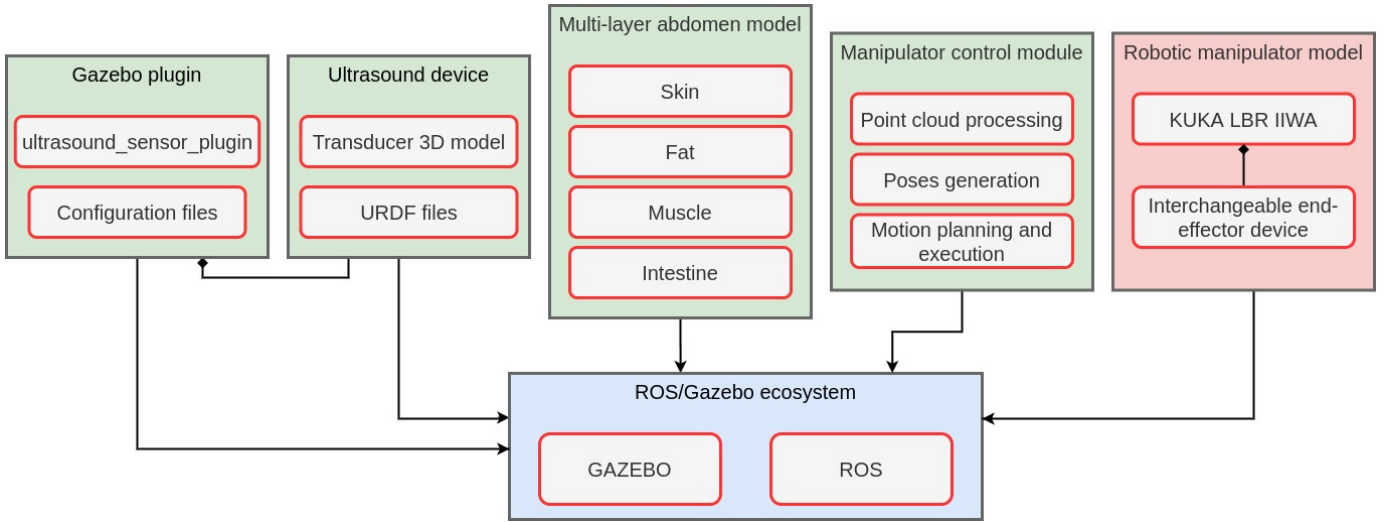 Gazebo plugin
ultrasound_sensor_plugin
Configuration files
Ultrasound device
Transducer 3D model
URDF files
Multi-layer abdomen model
Skin
Fat
Muscle
Intestine
Manipulator control module
Point cloud processing
Poses generation
Motion planning and
execution
Robotic manipulator model
KUKA LBR IIWA
Interchangeable end-
effector device
ROS/Gazebo ecosystem
GAZEBO
ROS